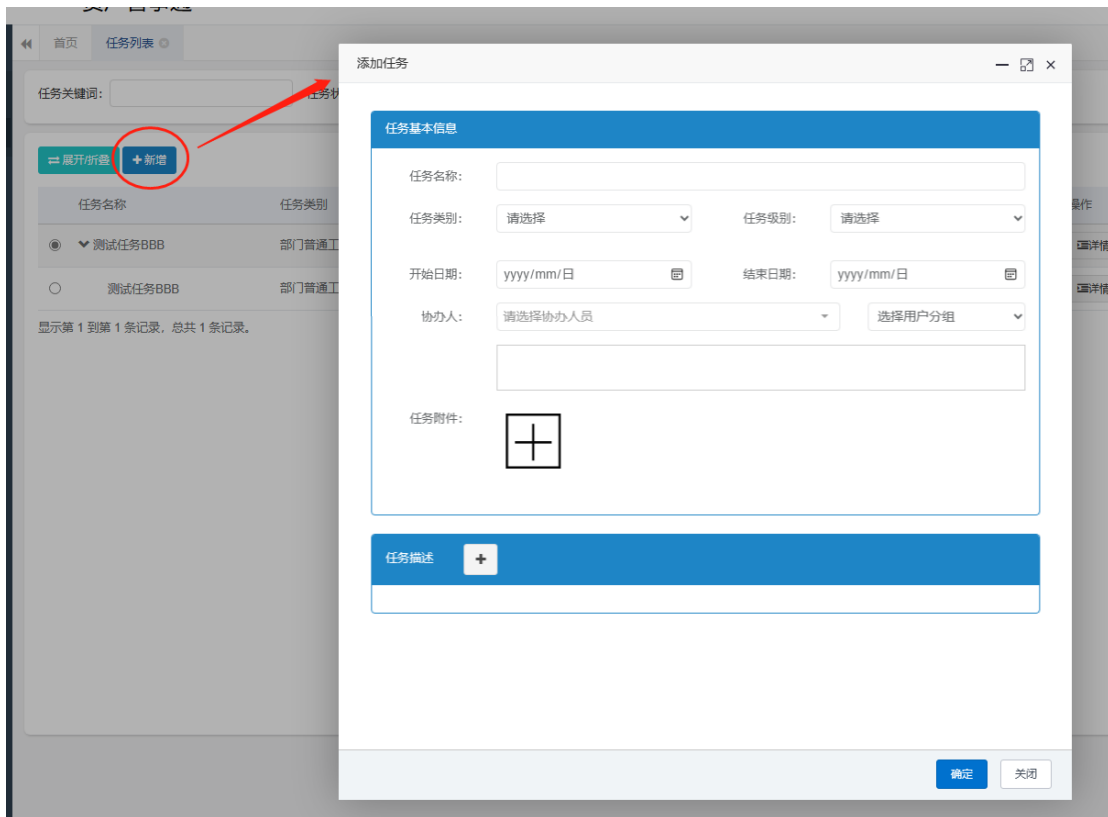 首页 任务列表
添加任务
任务关键词:
任务基本信息
展开/折叠 新增
任务名称:
任务名称 任务类别
任务类别: 请选择 任务级别: 请选择
操作
测试任务BBB 部门普通工
详情
开始日期: yyyy/mm/日 结束日期: yyyy/mm/日
测试任务BBB 部门普通工
详情
协办人: 请选择协办人员 选择用户分组
显示第 1 到第 1 条记录，总共 1 条记录。
任务附件:
任务描述
确定 关闭